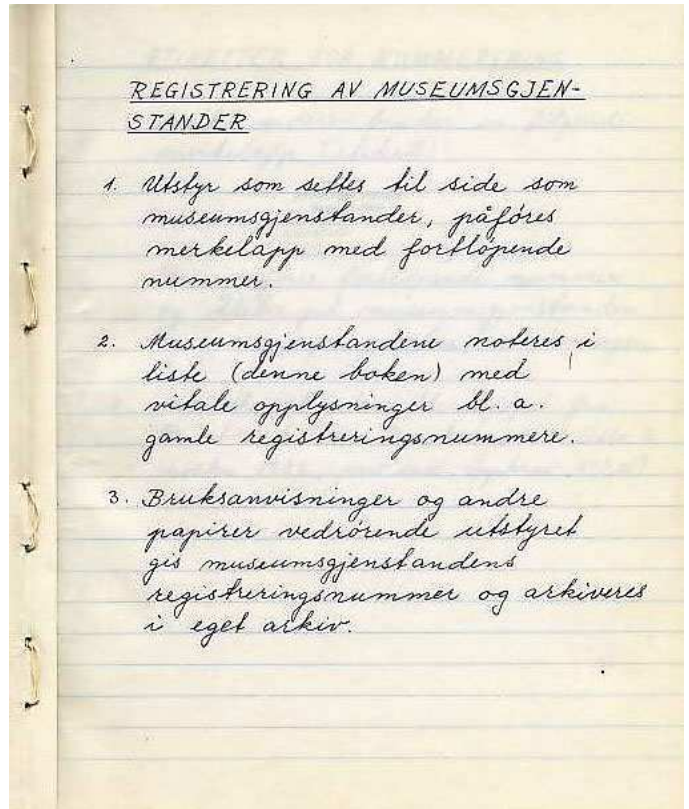 REGISTRERING AV MUSEUMSGJEN-
STANDER
1. Utstyr som settes til side som
museumsgjenstander, påføres
merkelapp med fortløpende
nummer.
2. Museumsgjenstandene noteres i
liste (denne boken) med
vitale opplysninger bl. a.
gamle registreringsnummere.
3. Bruksanvisninger og andre
papirer vedrørende utstyret
gis museumsgjenstandens
registreringsnummer og arkiveres
i eget arkiv.